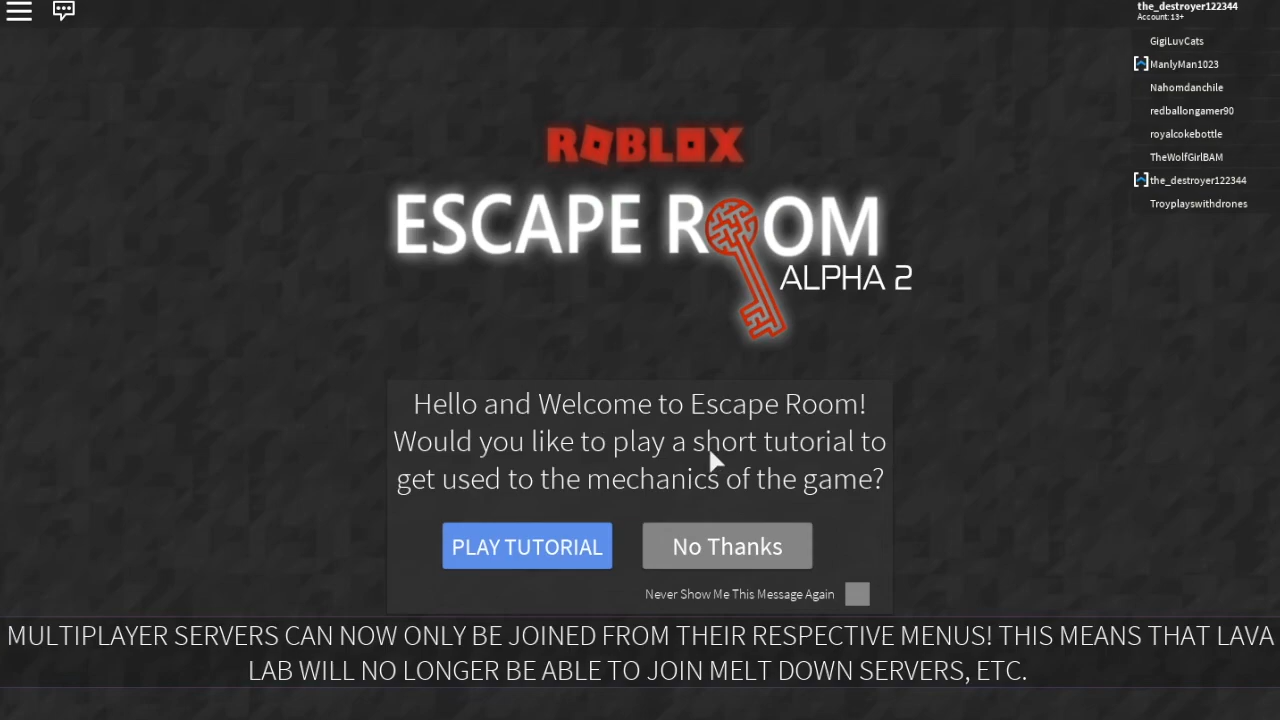 the_destroyer122344
Account: 13+
GigiLuvCats
ManlyMan1023
Nahomdanchile
redballongamer90
royalcokebottle
TheWolfGirlBAM
the_destroyer122344
Troyplayswithdrones
ROBLOX
ESCAPE ROOM
ALPHA 2
Hello and Welcome to Escape Room!
Would you like to play a short tutorial to
get used to the mechanics of the game?
PLAY TUTORIAL
No Thanks
Never Show Me This Message Again
MULTIPLAYER SERVERS CAN NOW ONLY BE JOINED FROM THEIR RESPECTIVE MENUS! THIS MEANS THAT LAVA
LAB WILL NO LONGER BE ABLE TO JOIN MELT DOWN SERVERS, ETC.